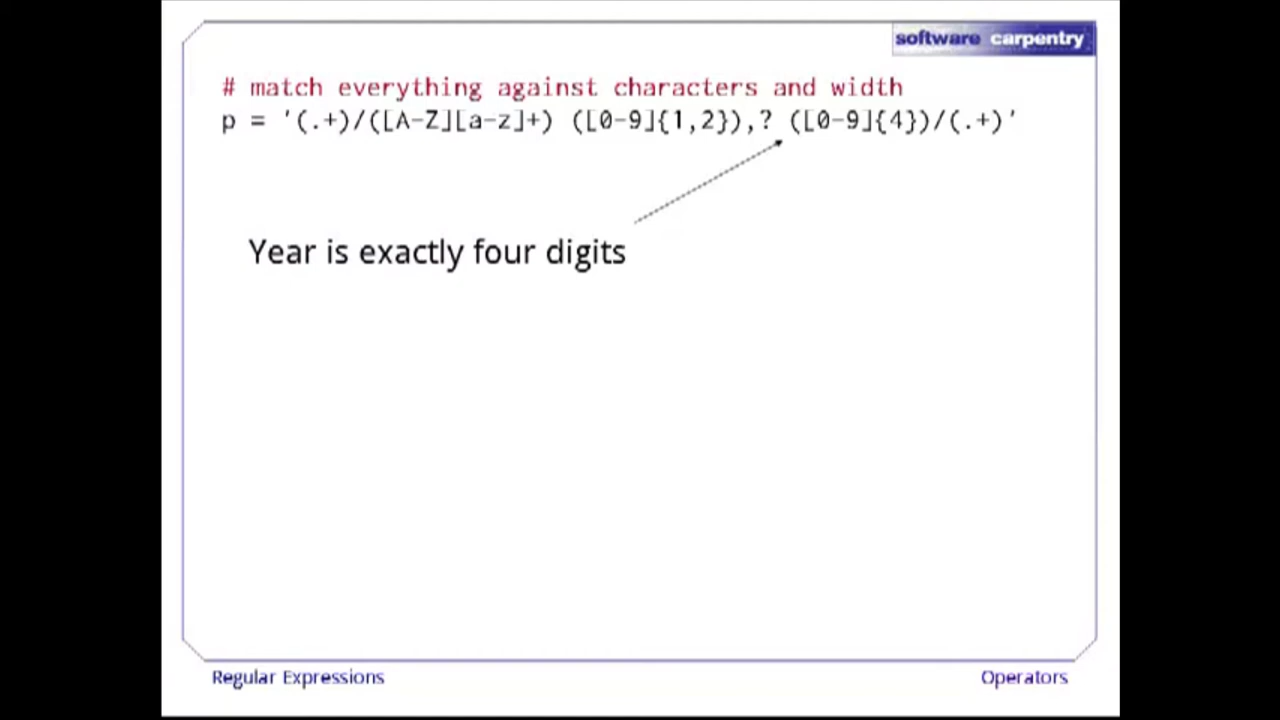 software carpentry
# match everything against characters and width
p = '(.+)/([A-Z][a-z]+) ([0-9]{1,2}),? ([0-9]{4})/(.+)'
Year is exactly four digits
Regular Expressions
Operators